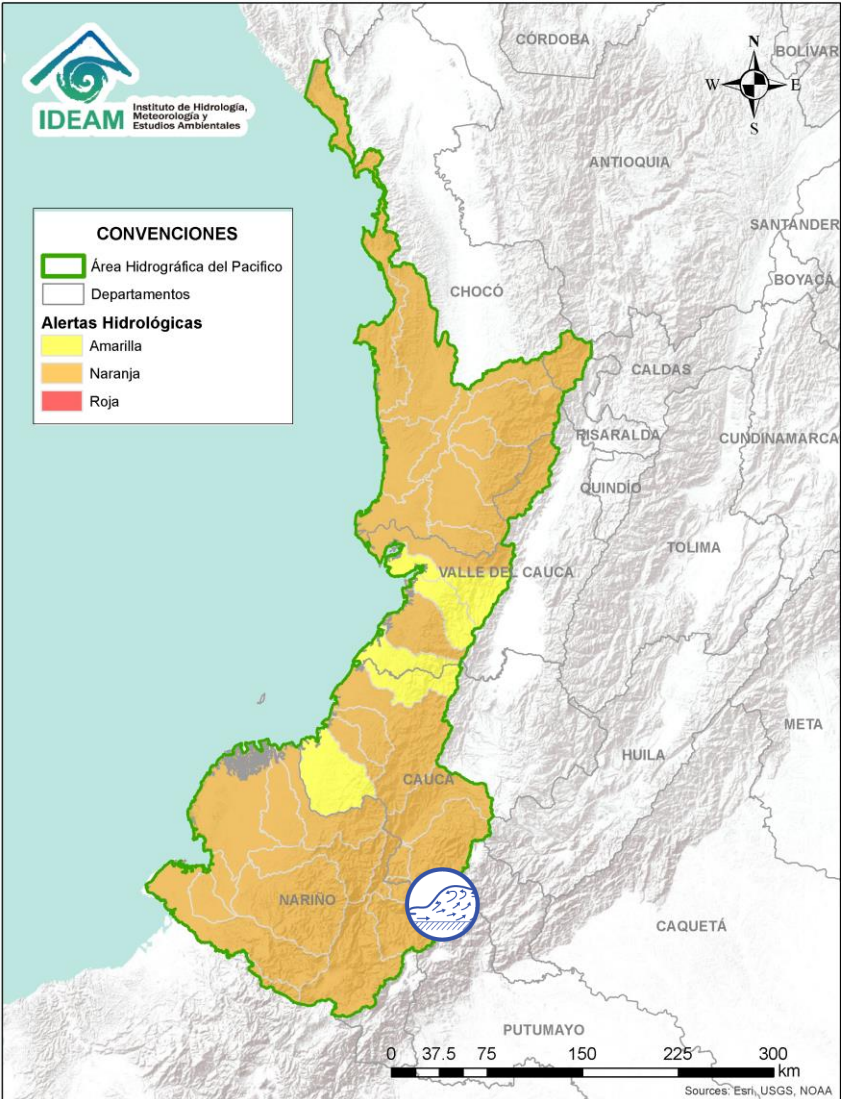 IDEAM
Instituto de Hidrología,
Meteorología y
Estudios Ambientales
N
W
E
S
CÓRDOBA
BOLÍVAR
ANTIOQUIA
SANTANDER
BOYACÁ
CHOCÓ
CALDAS
RISARALDA
CUNDINAMARCA
QUINDÍO
TOLIMA
VALLE DEL CAUCA
META
HUILA
CAUCA
NARIÑO
CAQUETÁ
PUTUMAYO
CONVENCIONES
Área Hidrográfica del Pacifico
Departamentos
Alertas Hidrológicas
Amarilla
Naranja
Roja
0 37.5 75 150 225 300
km
Sources: Esri, USGS, NOAA